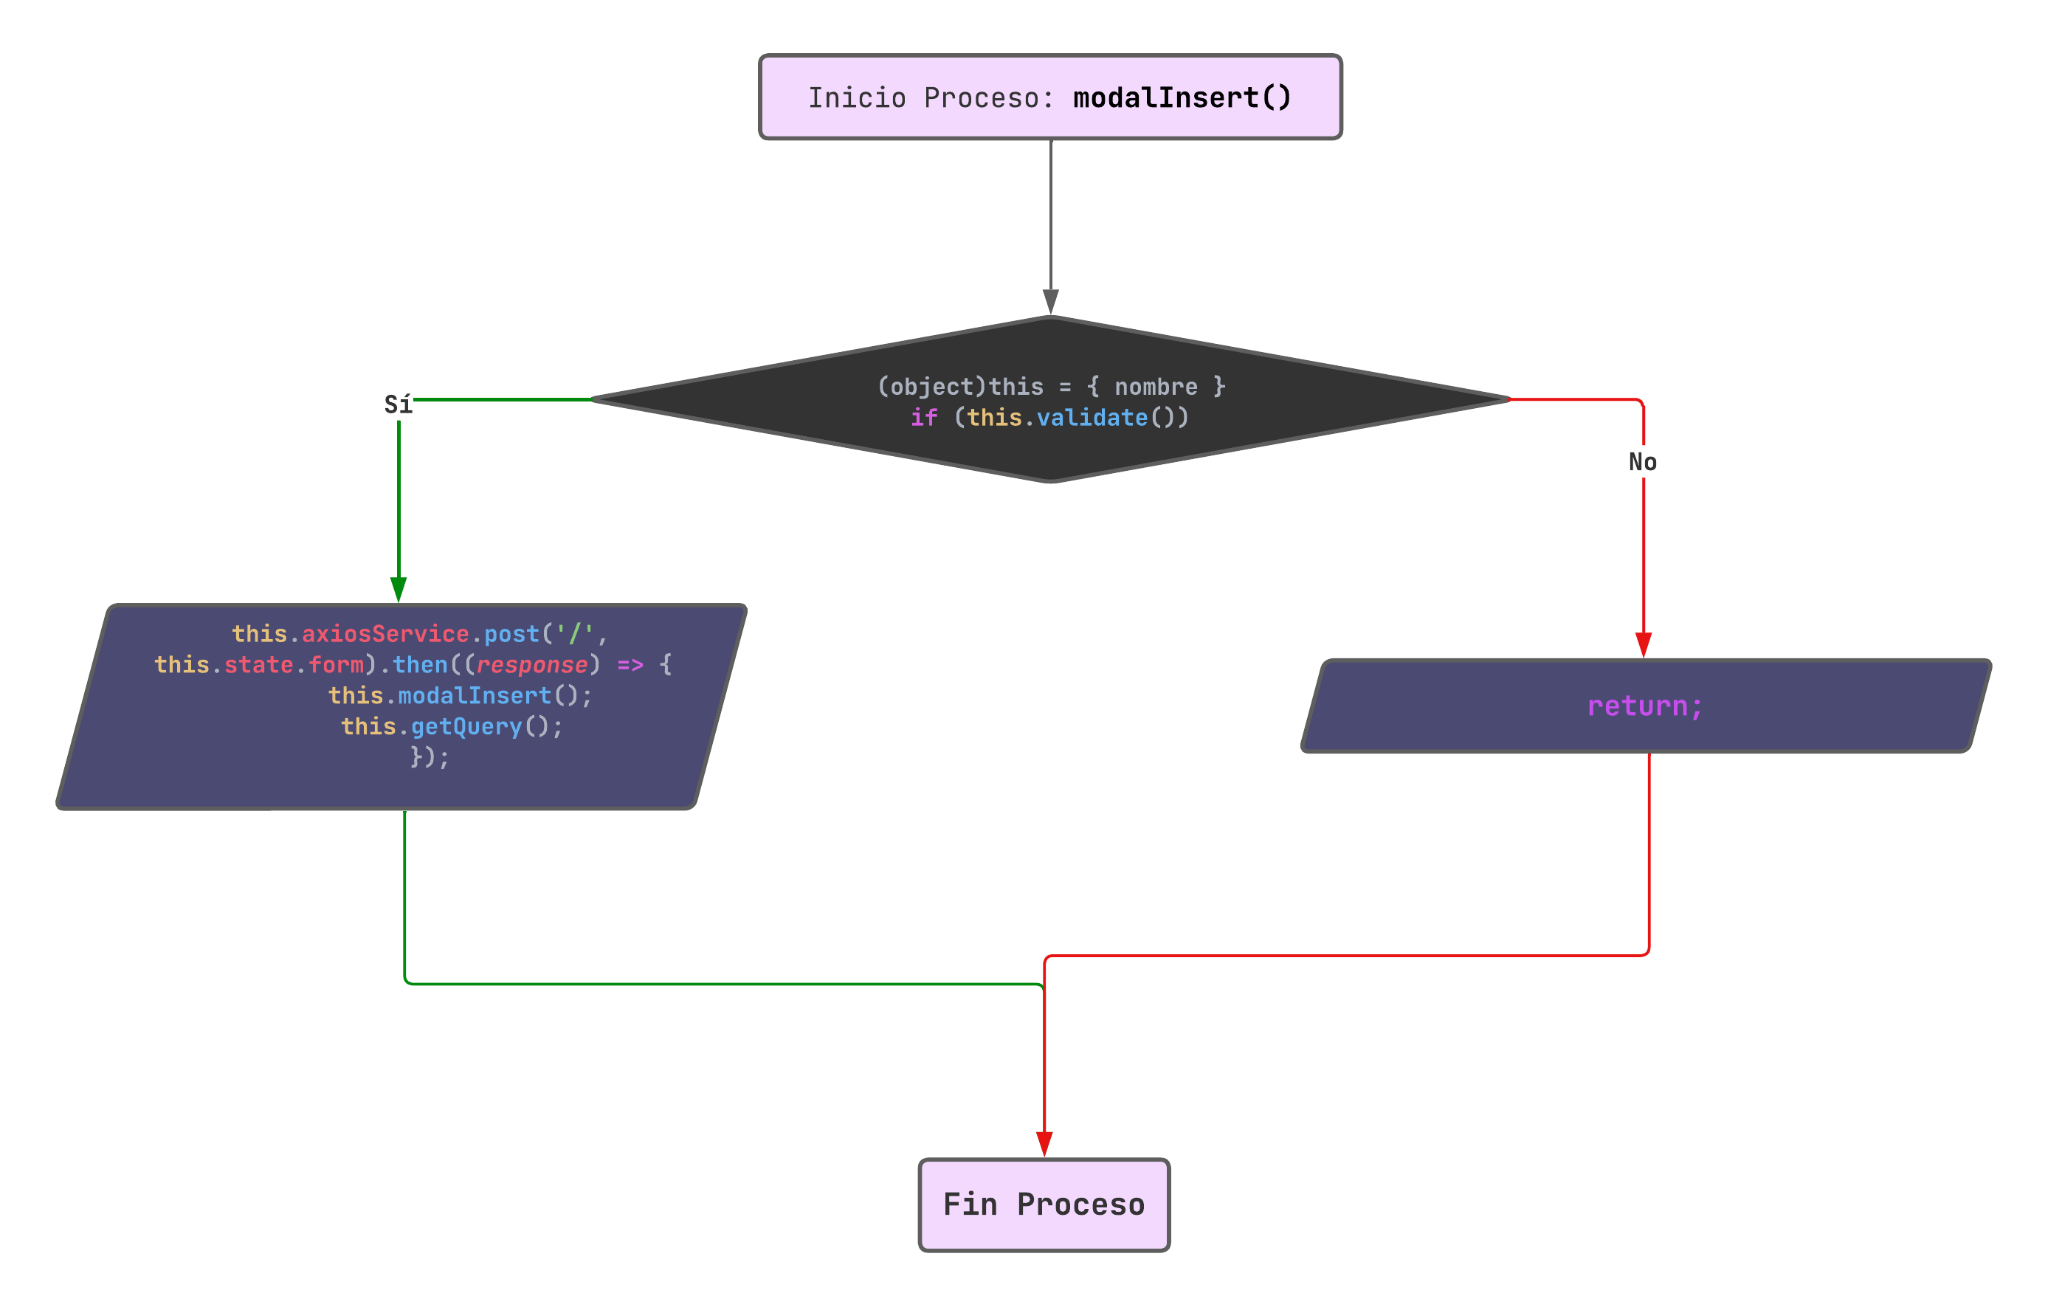 Inicio Proceso: modalInsert()
(object)this = { nombre }
if (this.validate())
Sí
No
this.axiosService.post('/',
this.state.form).then((response) => {
this.modalInsert();
this.getQuery();
});
return;
Fin Proceso